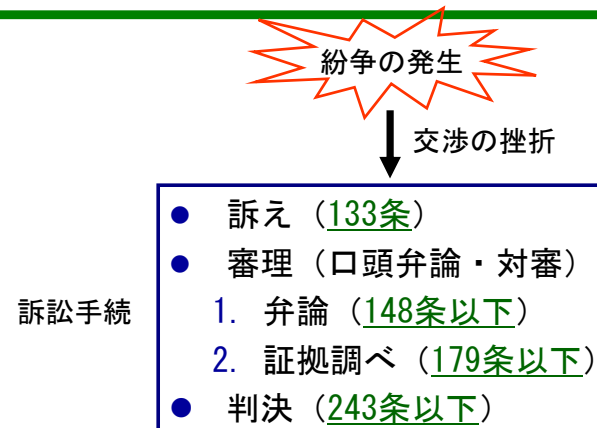 紛争の発生
交渉の挫折
● 訴え（133条）
● 審理（口頭弁論・対審）
訴訟手続
1. 弁論（148条以下）
2. 証拠調べ（179条以下）
● 判決（243条以下）